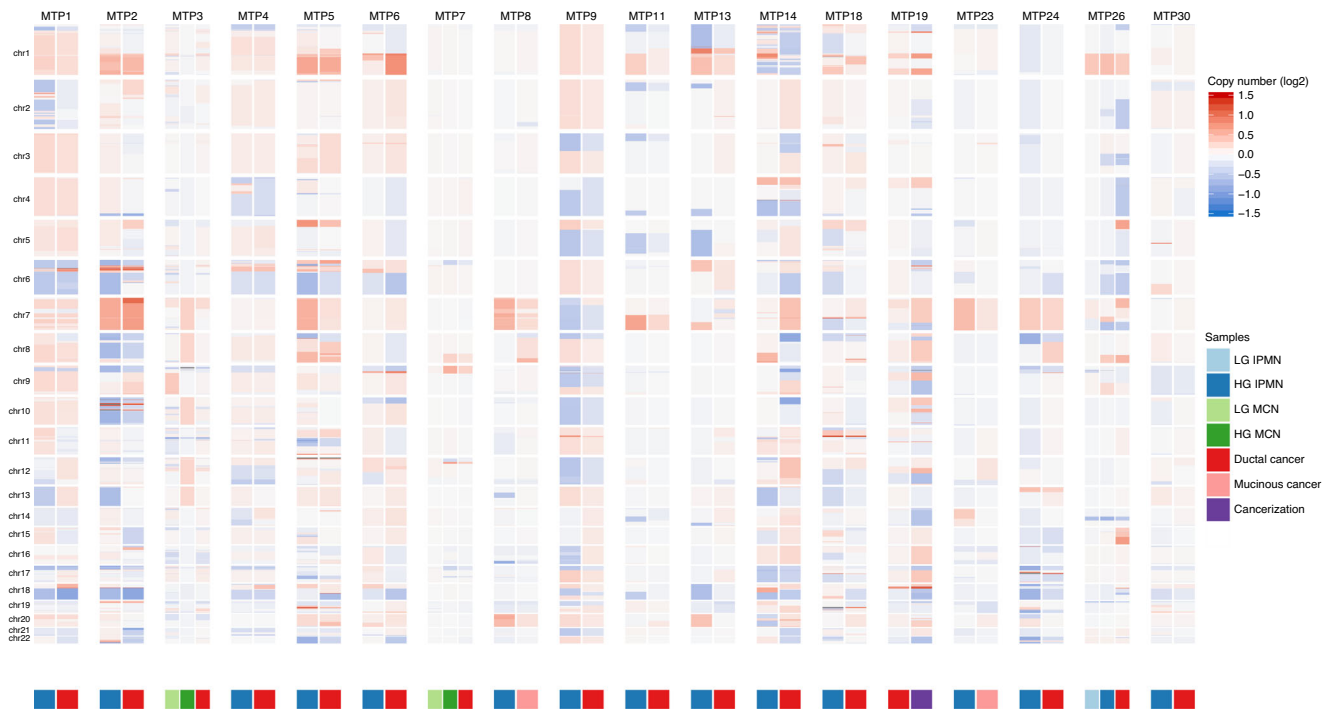 MTP1 MTP2 MTP3 MTP4 MTP5 MTP6 MTP7 MTP8 MTP9 MTP11 MTP13 MTP14 MTP18 MTP19 MTP23 MTP24 MTP26 MTP30
chr1
chr2
chr3
chr4
chr5
chr6
chr7
chr8
chr9
chr10
chr11
chr12
chr13
chr14
chr15
chr16
chr17
chr18
chr19
chr20
chr21
chr22
Copy number (log2)
1.5
1.0
0.5
0.0
−0.5
−1.0
−1.5
Samples
LG IPMN
HG IPMN
LG MCN
HG MCN
Ductal cancer
Mucinous cancer
Cancerization